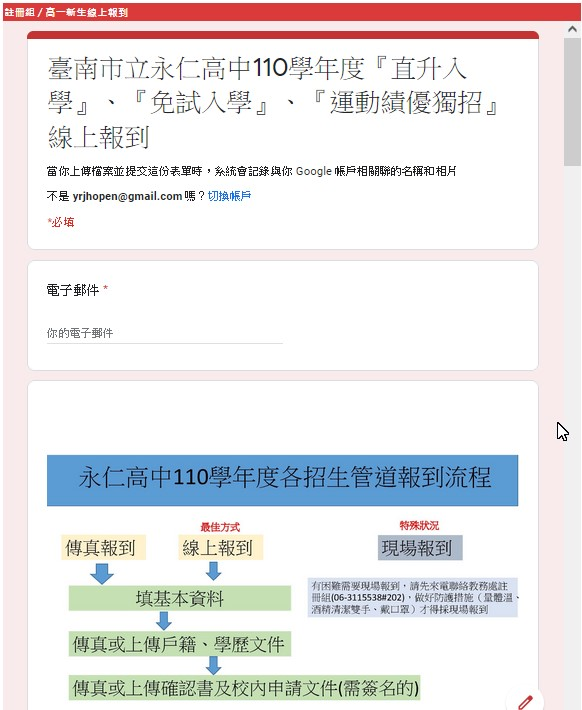 註冊組 / 高一新生線上報到
臺南市立永仁高中110學年度『直升入
學』、『免試入學』、『運動績優獨招』
線上報到
當你上傳檔案並提交這份表單時，系統會記錄與你 Google 帳戶相關聯的名稱和相片
不是 yrjhopen@gmail.com 嗎？切換帳戶
*必填
電子郵件 *
你的電子郵件
永仁高中110學年度各招生管道報到流程
最佳方式
特殊狀況
傳真報到
線上報到
現場報到
填基本資料
有困難需要現場報到，請先來電聯絡教務處註
冊組(06-3115538#202)，做好防護措施（量體溫、
酒精清潔雙手、戴口罩）才得採現場報到
傳真或上傳戶籍、學歷文件
傳真或上傳確認書及校內申請文件(需簽名的)